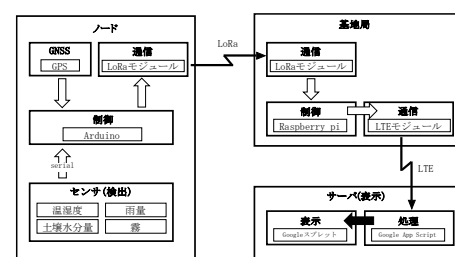 ノード
GNSS
GPS
通信
LoRaモジュール
制御
Arduino
serial
センサ(検出)
温湿度
雨量
土壌水分量
霧
LoRa
基地局
通信
LoRaモジュール
制御
Raspberry pi
通信
LTEモジュール
LTE
サーバ(表示)
表示
Googleスプレット
処理
Google App Script